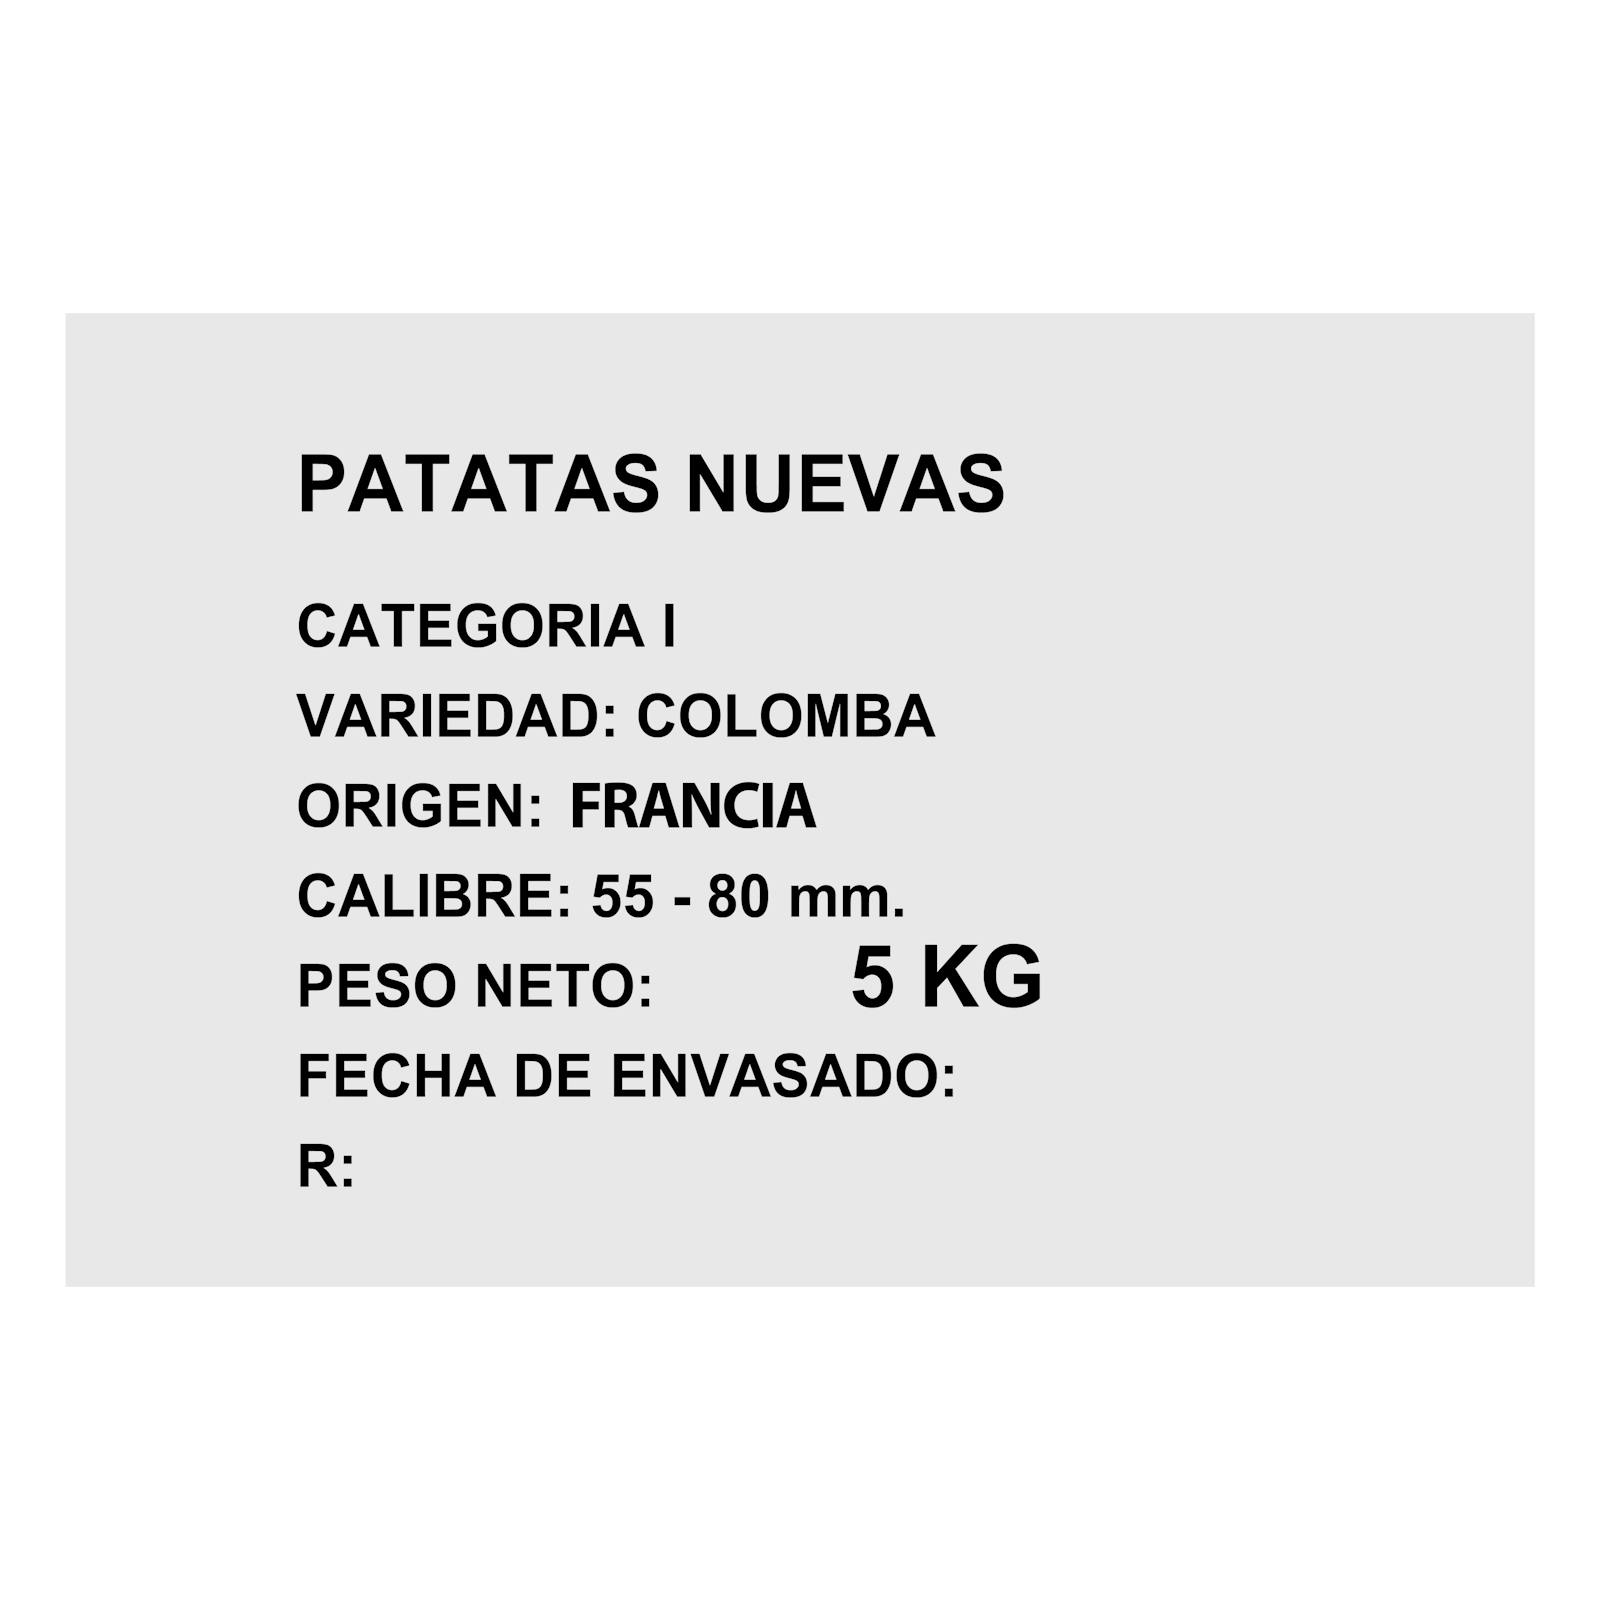 PATATAS NUEVAS
CATEGORIA I
VARIEDAD: COLOMBA
ORIGEN: FRANCIA
CALIBRE: 55 - 80 mm.
PESO NETO: 5 KG
FECHA DE ENVASADO:
R: